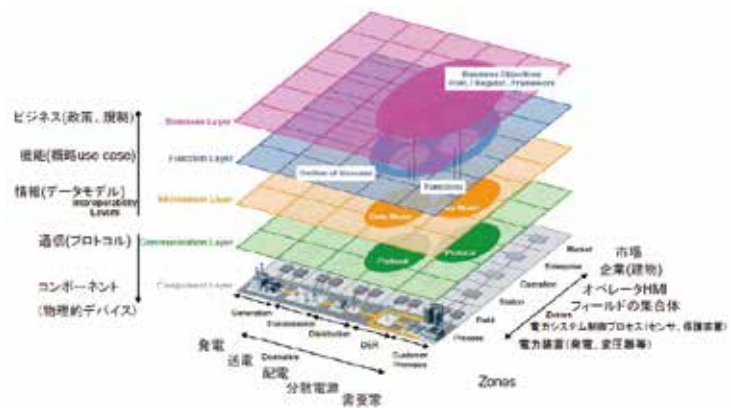 Business Objectives
Polit. / Regulat. Framework
ビジネス(政策、規制)
Business Layer
機能(概略use case)
Function Layer
Outline of Usecase
Functions
情報(データモデル)
Interoperability
Layers
Information Layer
Data Model
Data Model
通信(プロトコル)
Communication Layer
Protocol
Protocol
コンポーネント
(物理的デバイス)
Component Layer
Market
Enterprise
Operation
Station
Field
Process
Zones
市場
企業(建物)
オペレータHMI
フィールドの集合体
電力システム制御プロセス(センサ、保護装置)
電力装置(発電、変圧器等)
Generation
Transmission
Distribution
DER
Customer
Premises
Domains
発電
送電
配電
分散電源
需要家
Zones